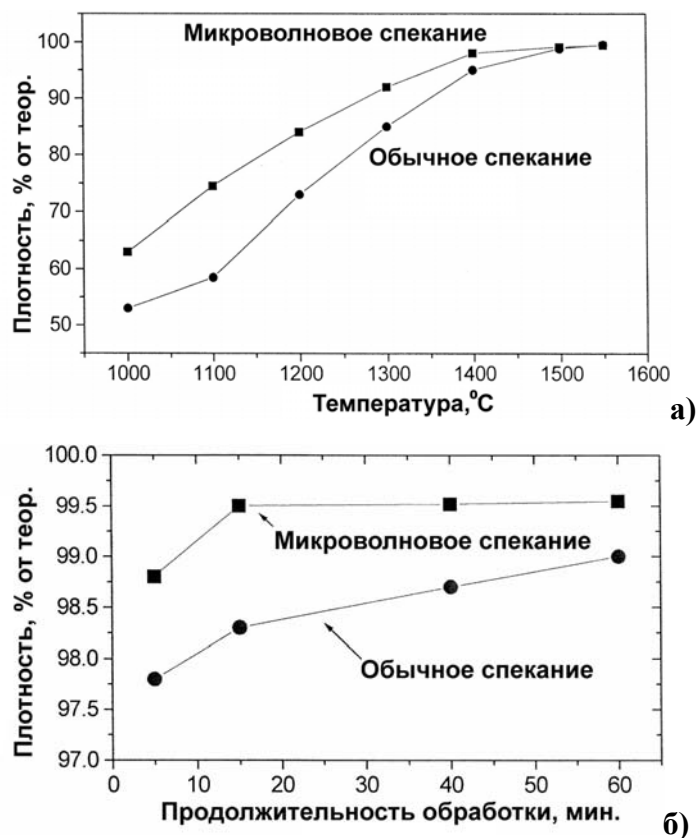 100
90
80
70
60
50
Плотность, % от теор.
Микроволновое спекание
Обычное спекание
1000 1100 1200 1300 1400 1500 1600
Температура,°C
а)
100.0
99.5
99.0
98.5
98.0
97.5
97.0
Плотность, % от теор.
Микроволновое спекание
Обычное спекание
0 10 20 30 40 50 60
Продолжительность обработки, мин.
б)